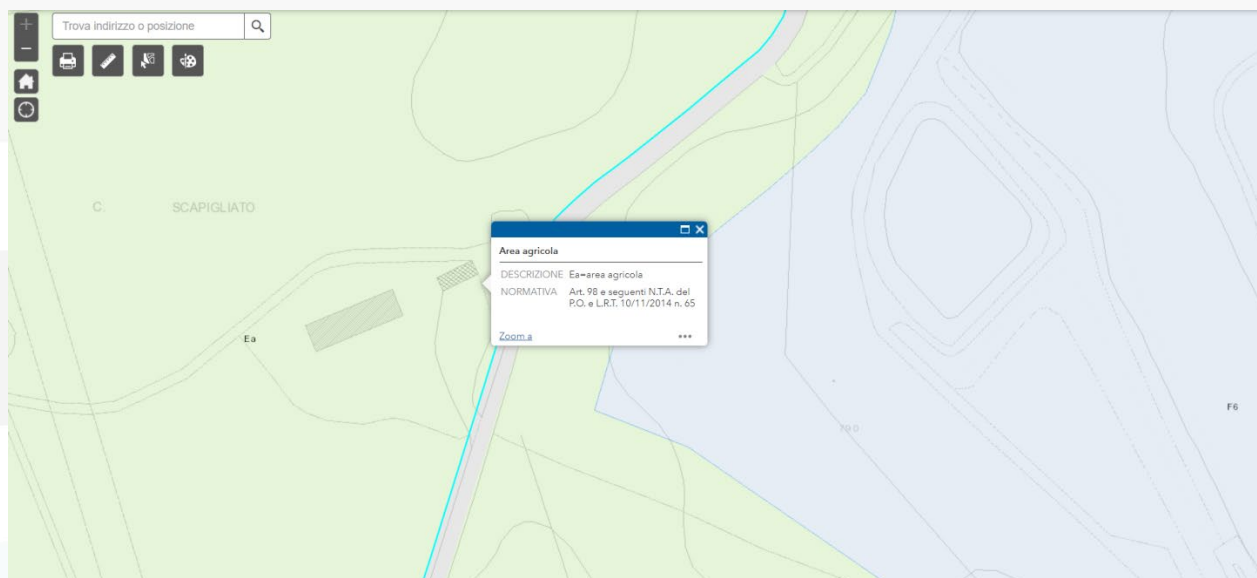 Trova indirizzo o posizione
C. SCAPIGLIATO
Area agricola
DESCRIZIONE Ea=area agricola
NORMATIVA Art. 98 e seguenti N.T.A. del
P.O. e L.R.T. 10/11/2014 n. 65
Zoom a
Ea
F6